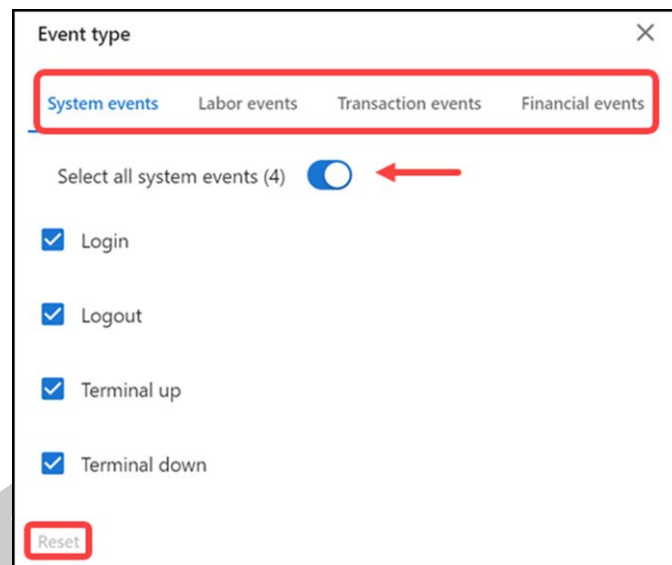 Event type
System events Labor events Transaction events Financial events
Select all system events (4)
Login
Logout
Terminal up
Terminal down
Reset